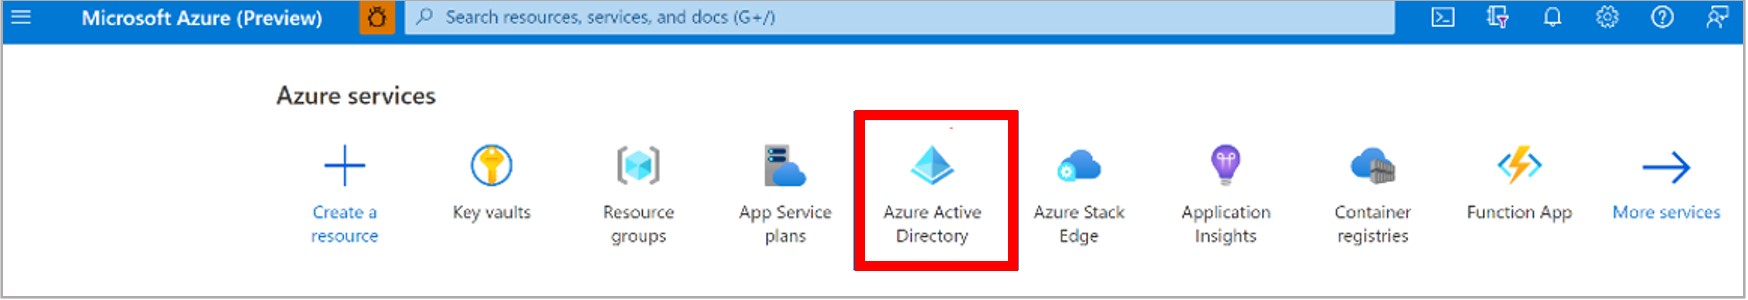 Microsoft Azure (Preview)
Search resources, services, and docs (G+/)
Azure services
Create a
resource
Key vaults
Resource
groups
App Service
plans
Azure Active
Directory
Azure Stack
Edge
Application
Insights
Container
registries
Function App
More services